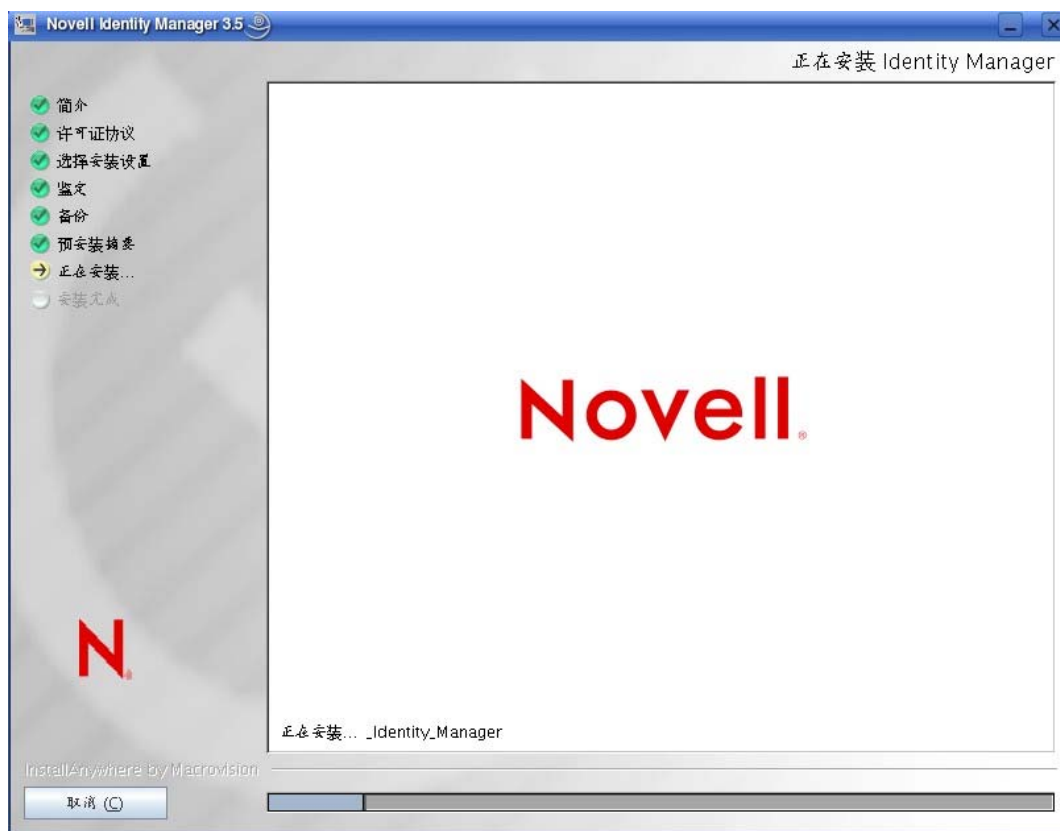 Novell Identity Manager 3.5
正在安装 Identity Manager
简介
许可证协议
选择安装设置
鉴定
备份
预安装摘要
正在安装...
安装完成
Novell®
N
正在安装... _Identity_Manager
InstallAnywhere by Macrovision
取消 (C)